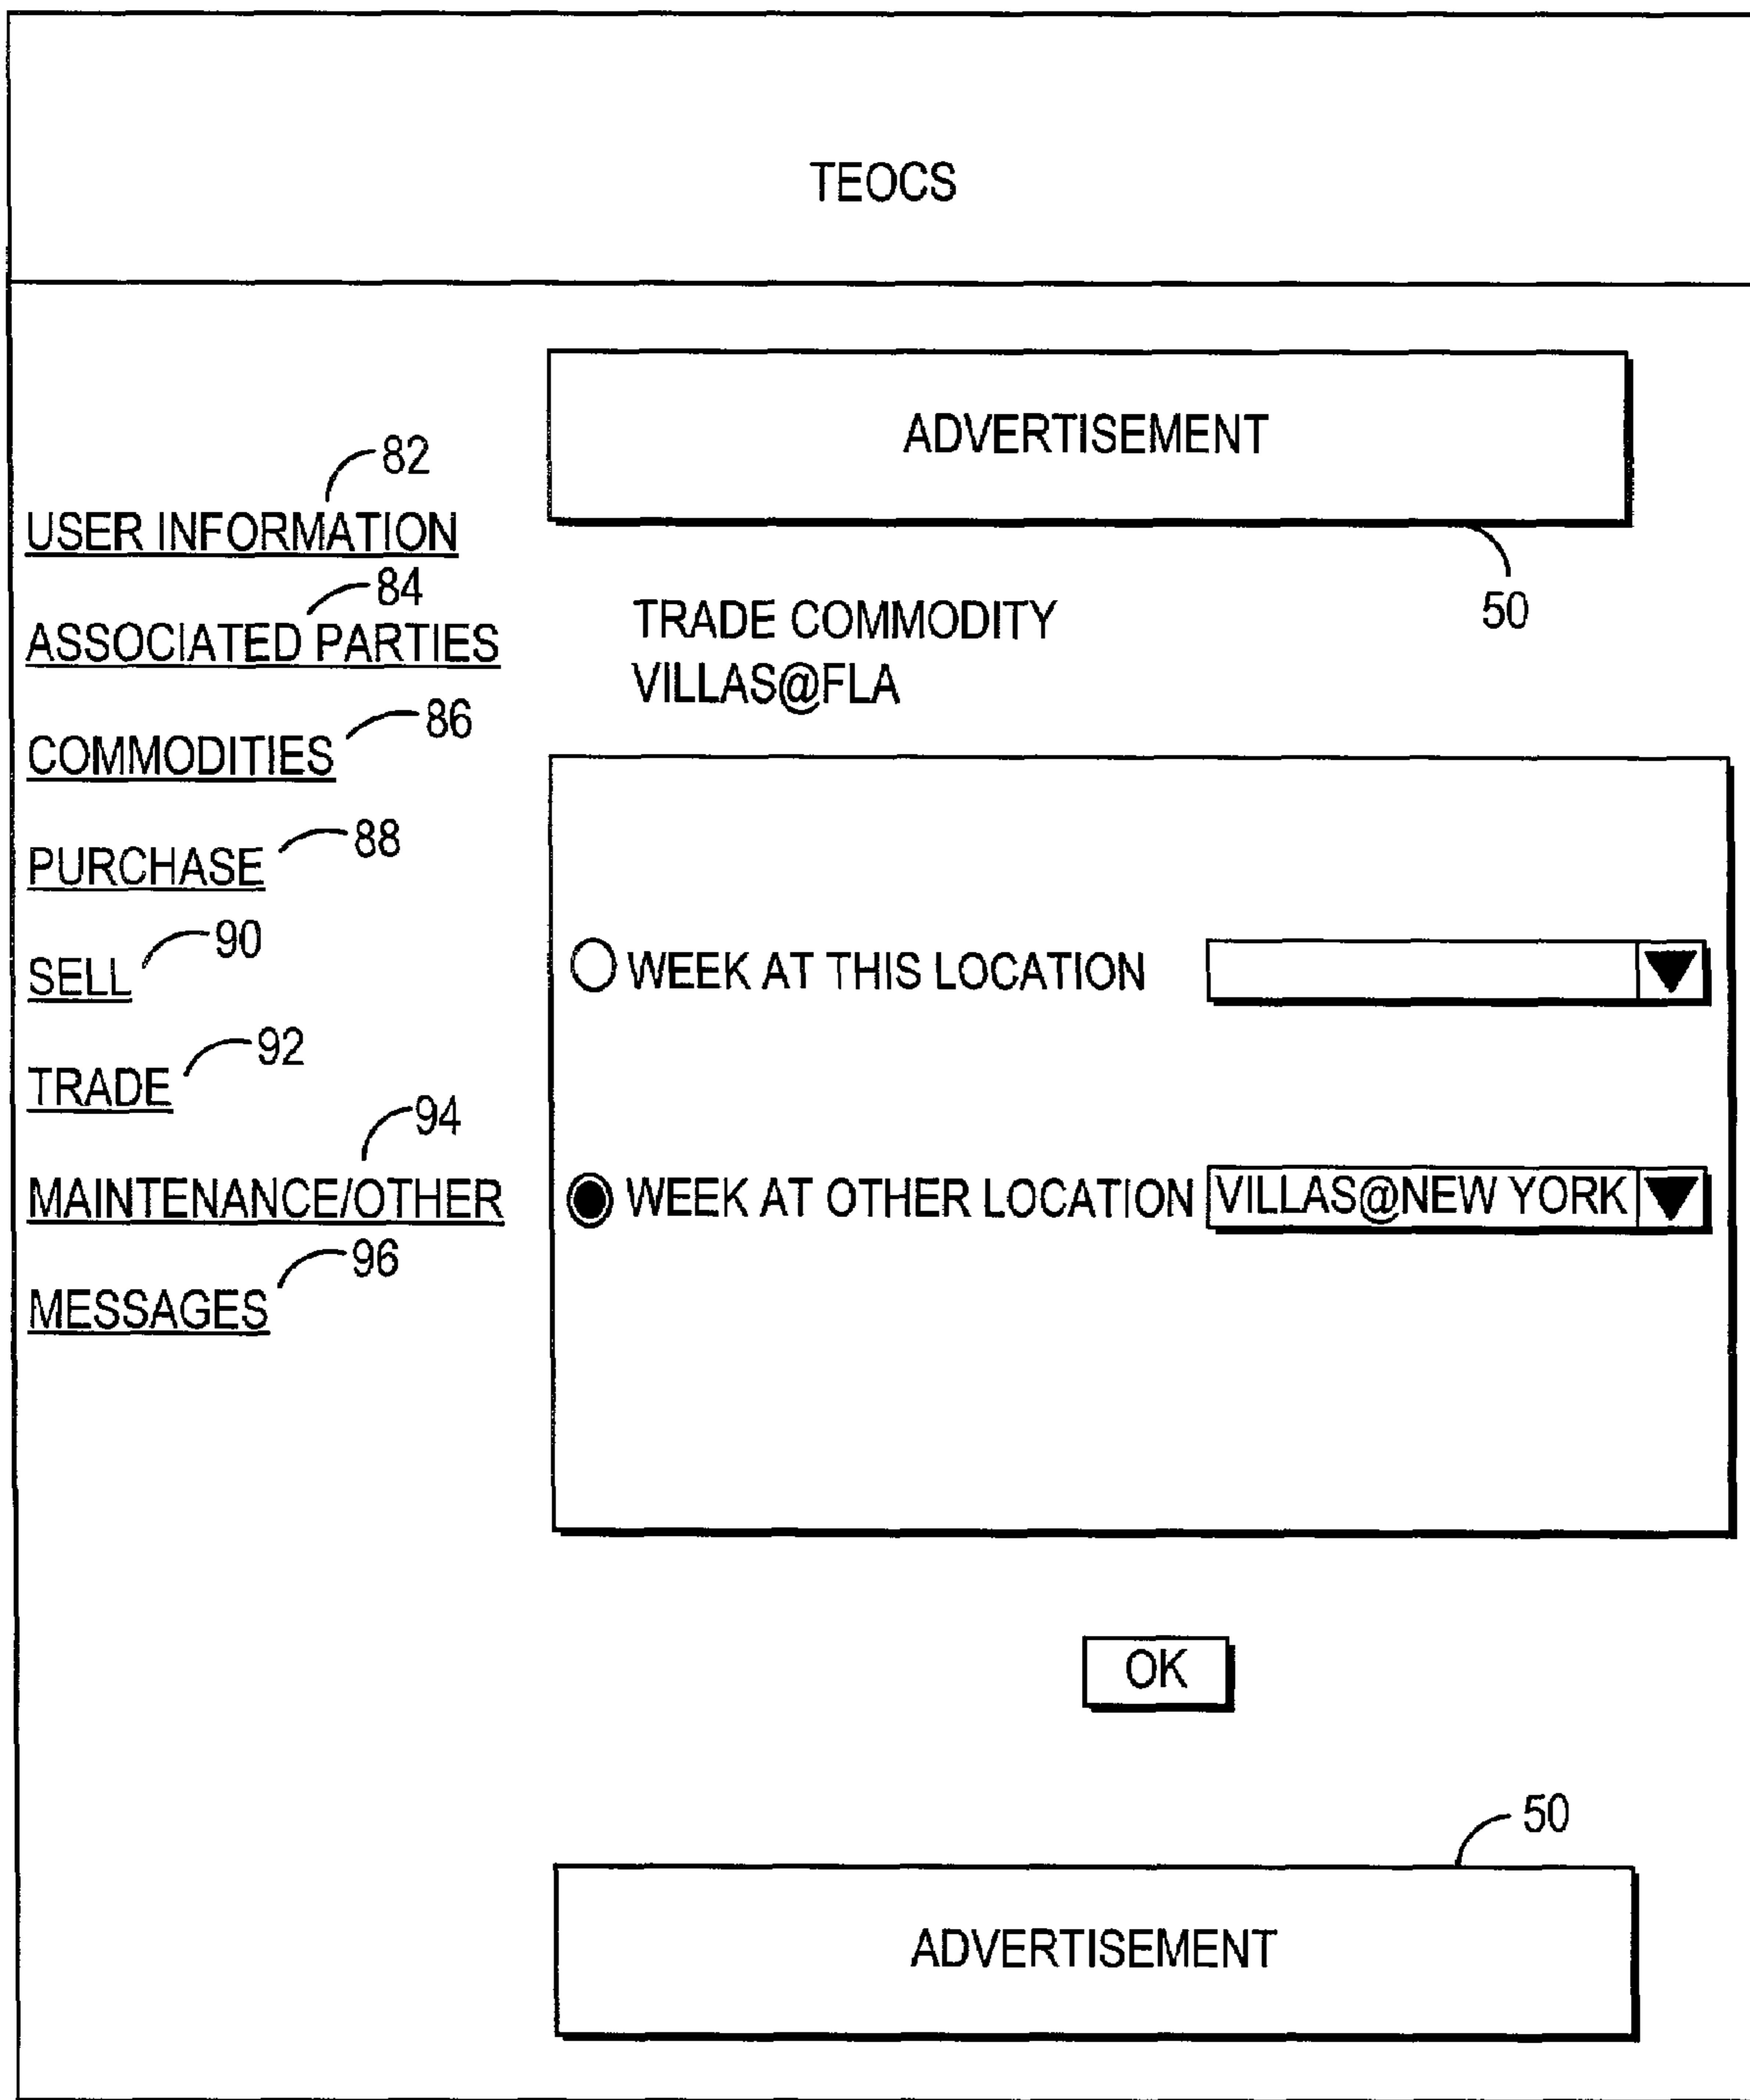 TEOCS
ADVERTISEMENT
50
82
USER INFORMATION
84
ASSOCIATED PARTIES
86
COMMODITIES
88
PURCHASE
90
SELL
92
TRADE
94
MAINTENANCE/OTHER
96
MESSAGES
TRADE COMMODITY
VILLAS@FLA
WEEK AT THIS LOCATION
WEEK AT OTHER LOCATION VILLAS@NEW YORK
OK
50
ADVERTISEMENT